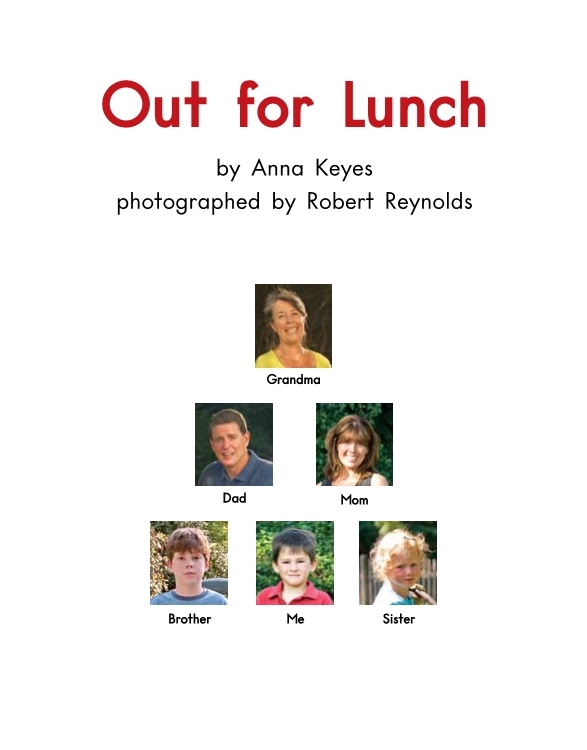 Out for Lunch
by Anna Keyes
photographed by Robert Reynolds
Grandma
Dad
Mom
Brother
Me
Sister